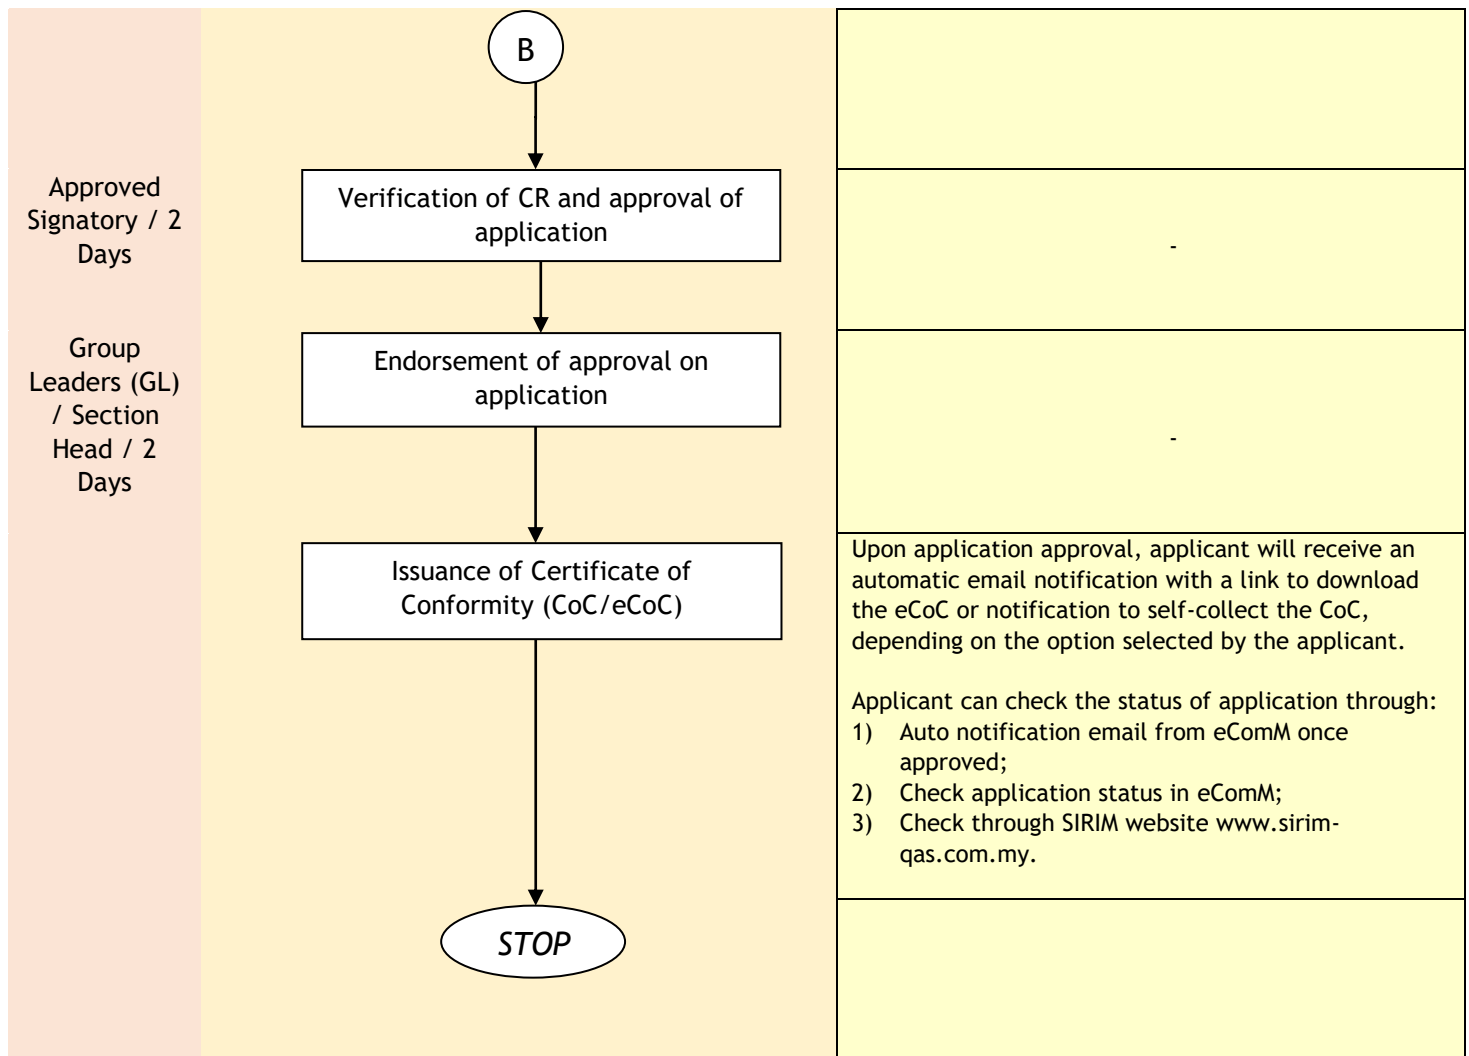 B
Approved
Signatory / 2
Days
Verification of CR and approval of
application
-
Group
Leaders (GL)
/ Section
Head / 2
Days
Endorsement of approval on
application
-
Issuance of Certificate of
Conformity (CoC/eCoC)
Upon application approval, applicant will receive an
automatic email notification with a link to download
the eCoC or notification to self-collect the CoC,
depending on the option selected by the applicant.
Applicant can check the status of application through:
1) Auto notification email from eComM once
approved;
2) Check application status in eComM;
3) Check through SIRIM website www.sirim-
qas.com.my.
STOP